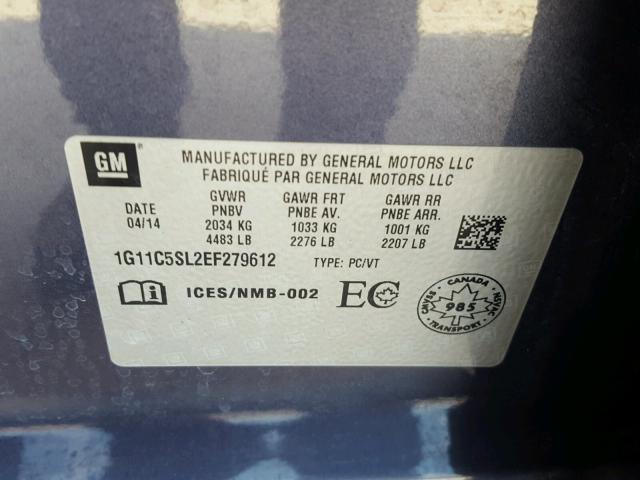 GM
MANUFACTURED BY GENERAL MOTORS LLC
FABRIQUÉ PAR GENERAL MOTORS LLC
DATE
04/14
GVWR
PNBV
2034 KG
4483 LB
GAWR FRT
PNBE AV.
1033 KG
2276 LB
GAWR RR
PNBE ARR.
1001 KG
2207 LB
1G11C5SL2EF279612 TYPE: PC/VT
ICES/NMB-002
EC
CANADA
CMVSS 985 NSVAC
TRANSPORT